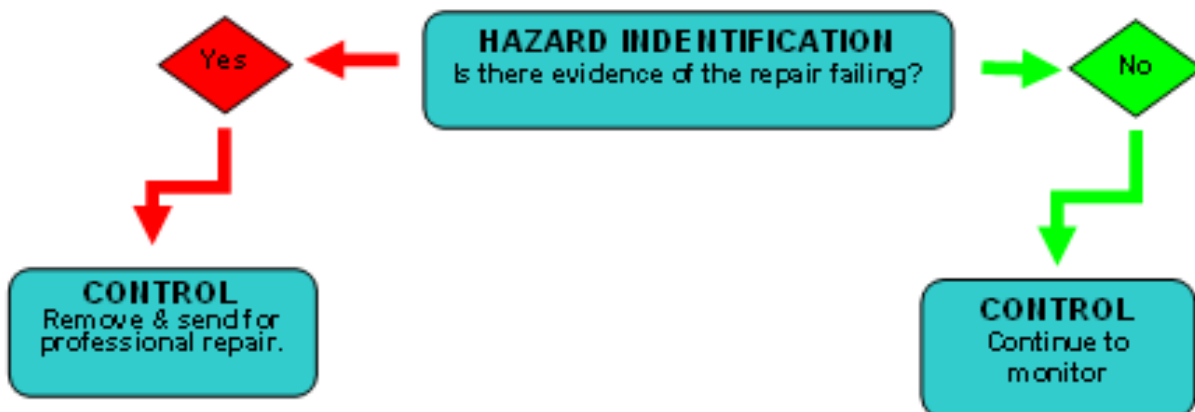 HAZARD INDENTIFICATION
Is there evidence of the repair failing?
Yes
No
CONTROL
Remove & send for
professional repair.
CONTROL
Continue to
monitor